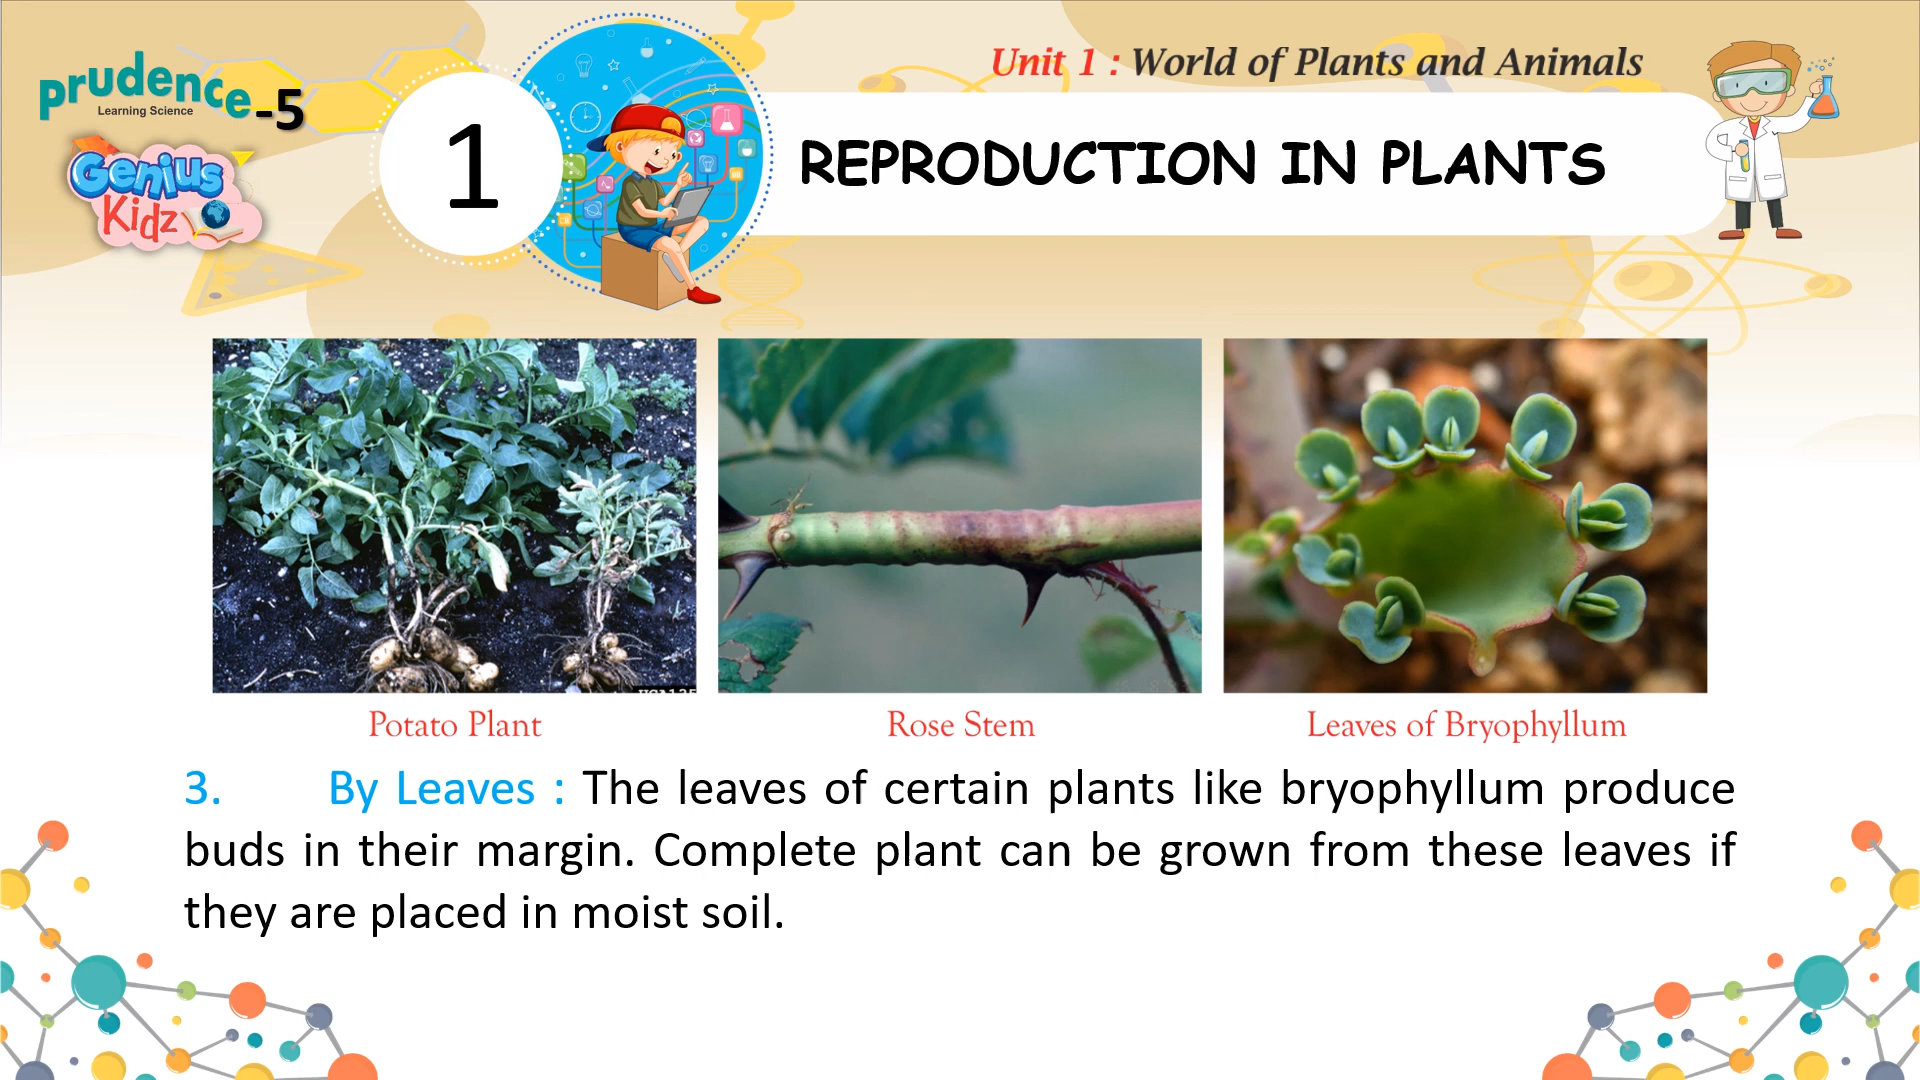 prudence-5
Learning Science
Genius
Kidz
1
Unit 1 : World of Plants and Animals
REPRODUCTION IN PLANTS
Potato Plant
Rose Stem
Leaves of Bryophyllum
3. By Leaves : The leaves of certain plants like bryophyllum produce
buds in their margin. Complete plant can be grown from these leaves if
they are placed in moist soil.